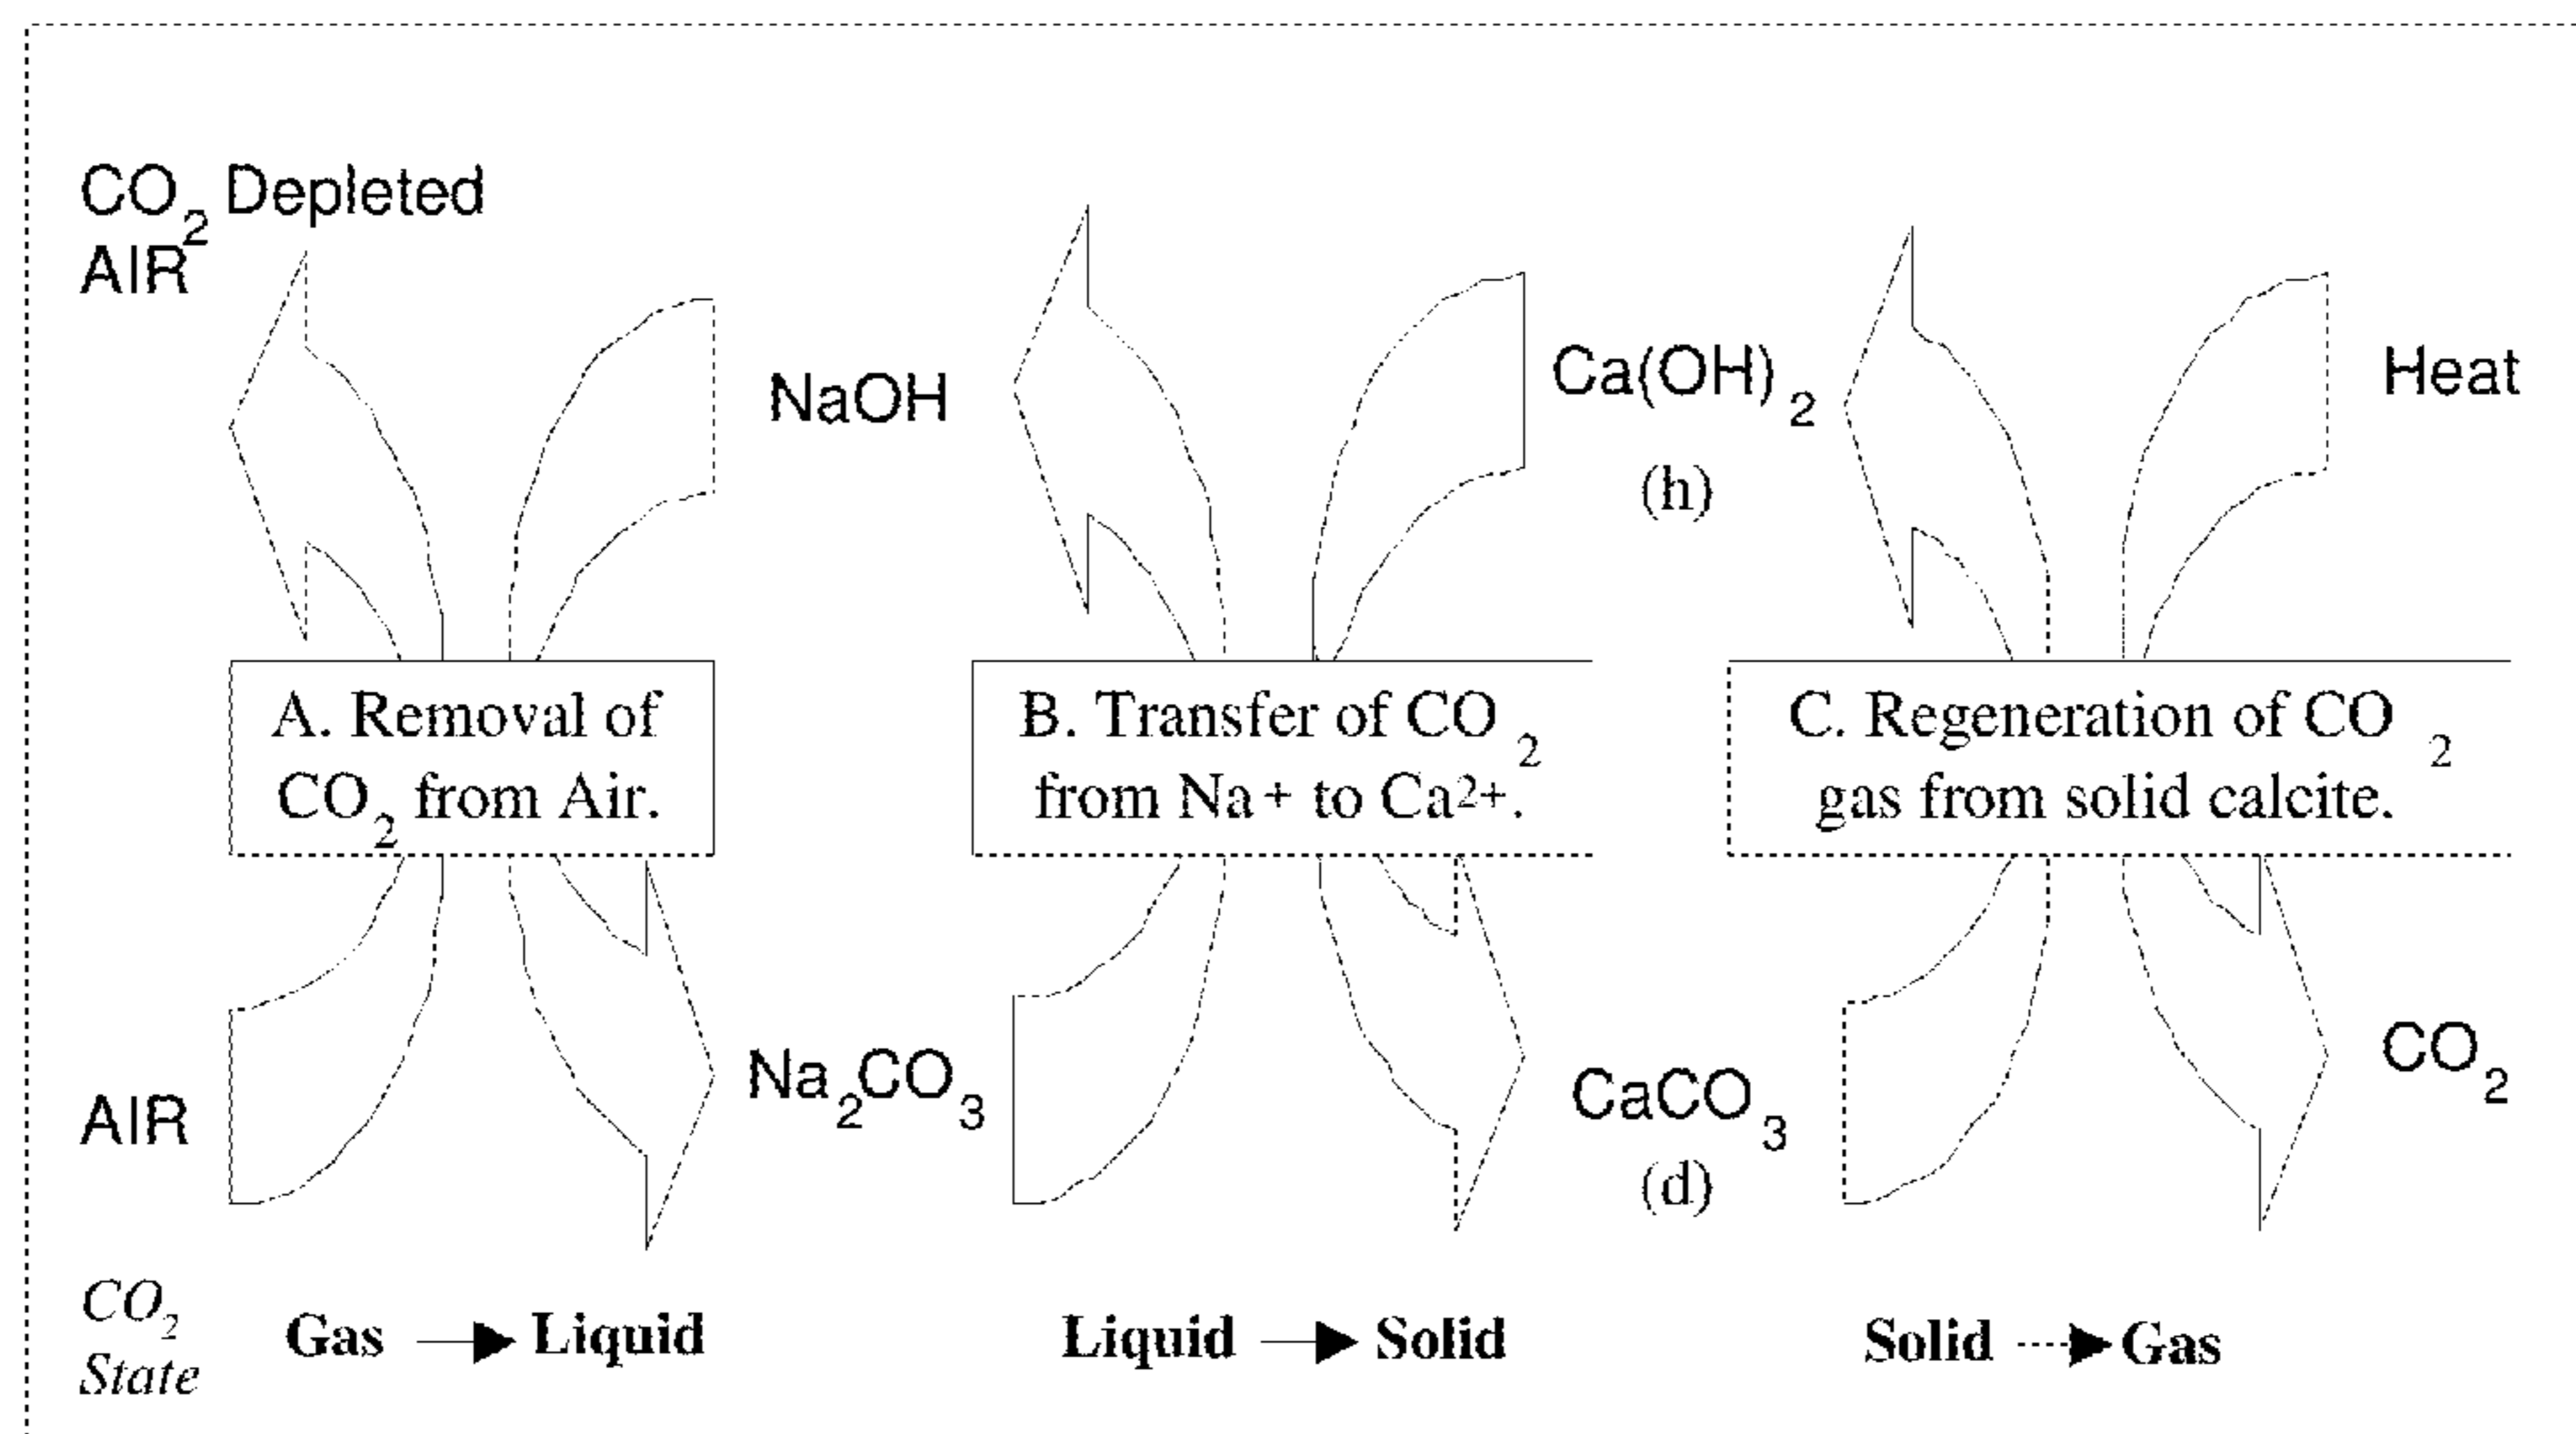 CO2 Depleted
AIR
NaOH
Ca(OH)2
(h)
Heat
A. Removal of
CO2 from Air.
B. Transfer of CO2
from Na+ to Ca2+.
C. Regeneration of CO2
gas from solid calcite.
AIR
Na2CO3
CaCO3
(d)
CO2
CO2
State
Gas → Liquid
Liquid → Solid
Solid → Gas